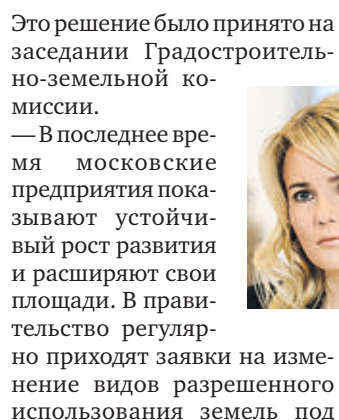 Это решение было принято на
заседании Градостроитель-
но-земельной ко-
миссии.
— В последнее вре-
мя московские
предприятия пока-
зывают устойчи-
вый рост развития
и расширяют свои
площади. В прави-
тельство регуляр-
но приходят заявки на изме-
нение видов разрешенного
использования земель под